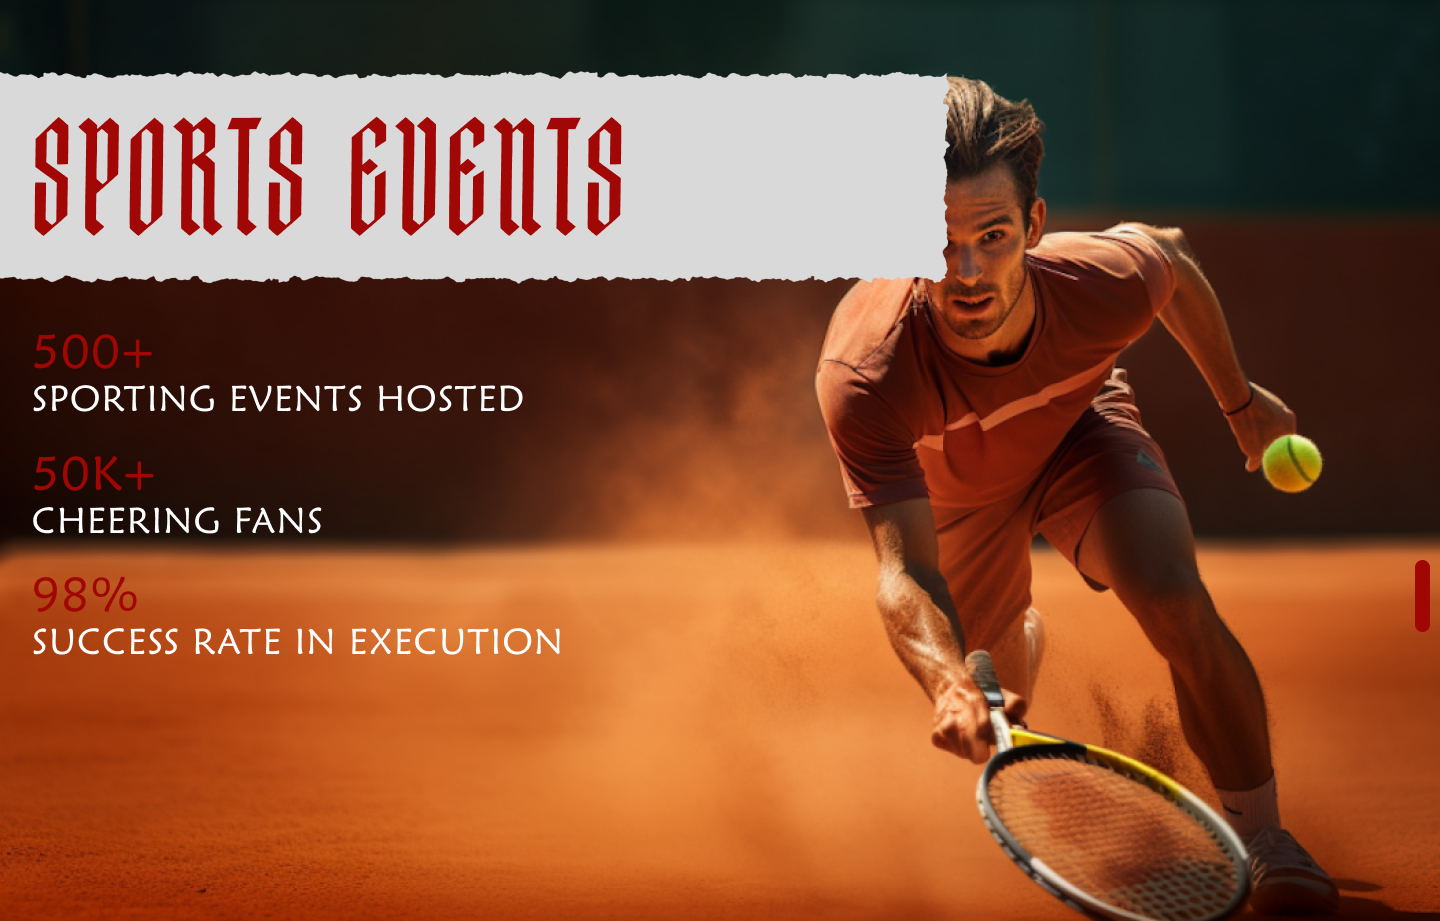 SPORTS EVENTS
500+
SPORTING EVENTS HOSTED
50K+
CHEERING FANS
98%
SUCCESS RATE IN EXECUTION